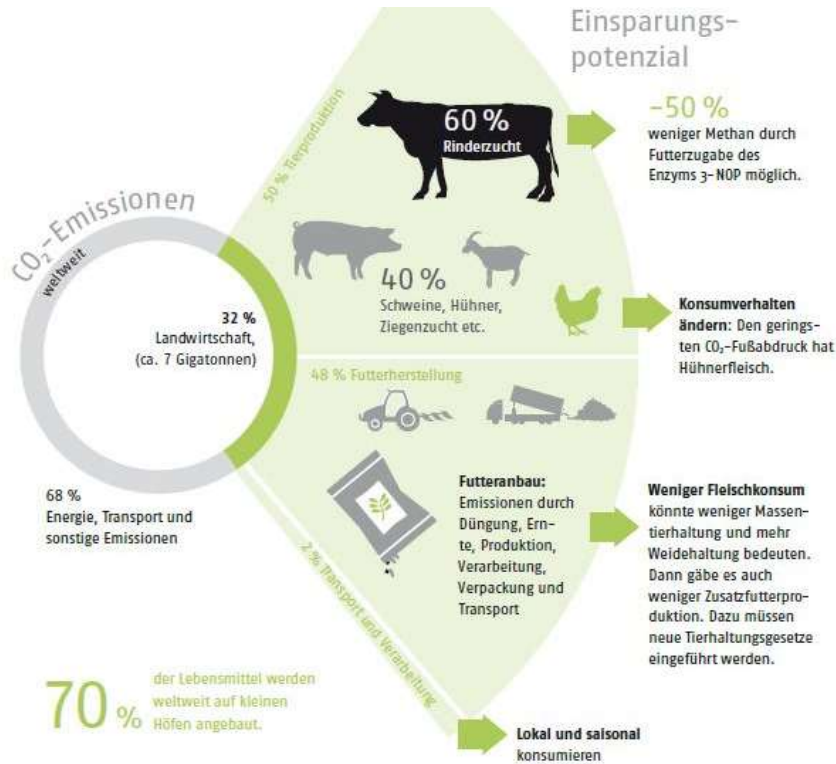 Einsparungs-
potenzial
CO₂-Emissionen
weltweit
32 %
Landwirtschaft,
(ca. 7 Gigatonnen)
68 %
Energie, Transport und
sonstige Emissionen
50 % Tierproduktion
60 %
Rinderzucht
-50 %
weniger Methan durch
Futterzugabe des
Enzyms 3-NOP möglich.
40 %
Schweine, Hühner,
Ziegenzucht etc.
Konsumverhalten
ändern: Den gerings-
ten CO₂-Fußabdruck hat
Hühnerfleisch.
48 % Futterherstellung
Futteranbau:
Emissionen durch
Düngung, Ern-
te, Produktion,
Verarbeitung,
Verpackung und
Transport
Weniger Fleischkonsum
könnte weniger Massen-
tierhaltung und mehr
Weidehaltung bedeuten.
Dann gäbe es auch
weniger Zusatzfutterpro-
duktion. Dazu müssen
neue Tierhaltungsgesetze
eingeführt werden.
2 % Transport und Verarbeitung
Lokal und saisonal
konsumieren
70 %
der Lebensmittel werden
weltweit auf kleinen
Höfen angebaut.